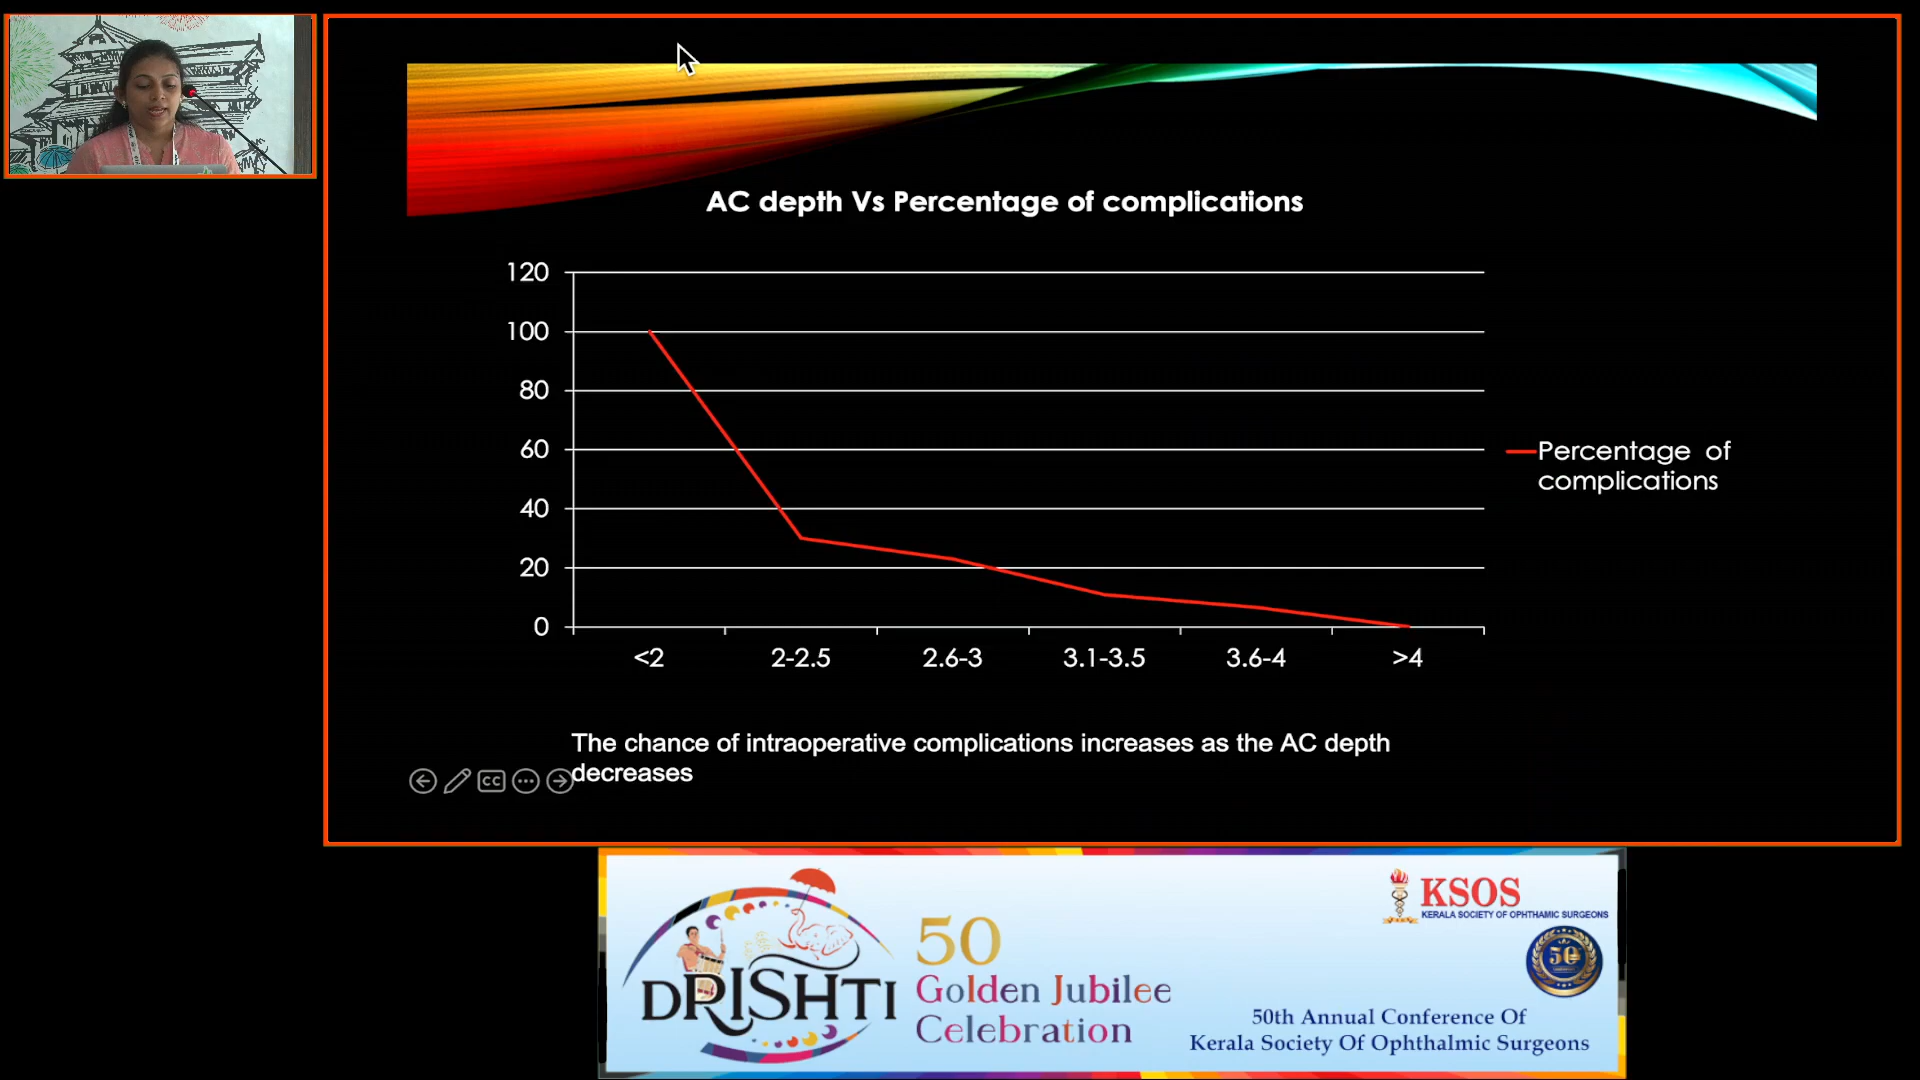 AC depth Vs Percentage of complications
120
100
80
60
40
20
0
<2 2-2.5 2.6-3 3.1-3.5 3.6-4 >4
Percentage of
complications
The chance of intraoperative complications increases as the AC depth
decreases
CC
DRISHTI
50
Golden Jubilee
Celebration
KSOS
KERALA SOCIETY OF OPHTHAMIC SURGEONS
50
50th Annual Conference Of
Kerala Society Of Ophthalmic Surgeons